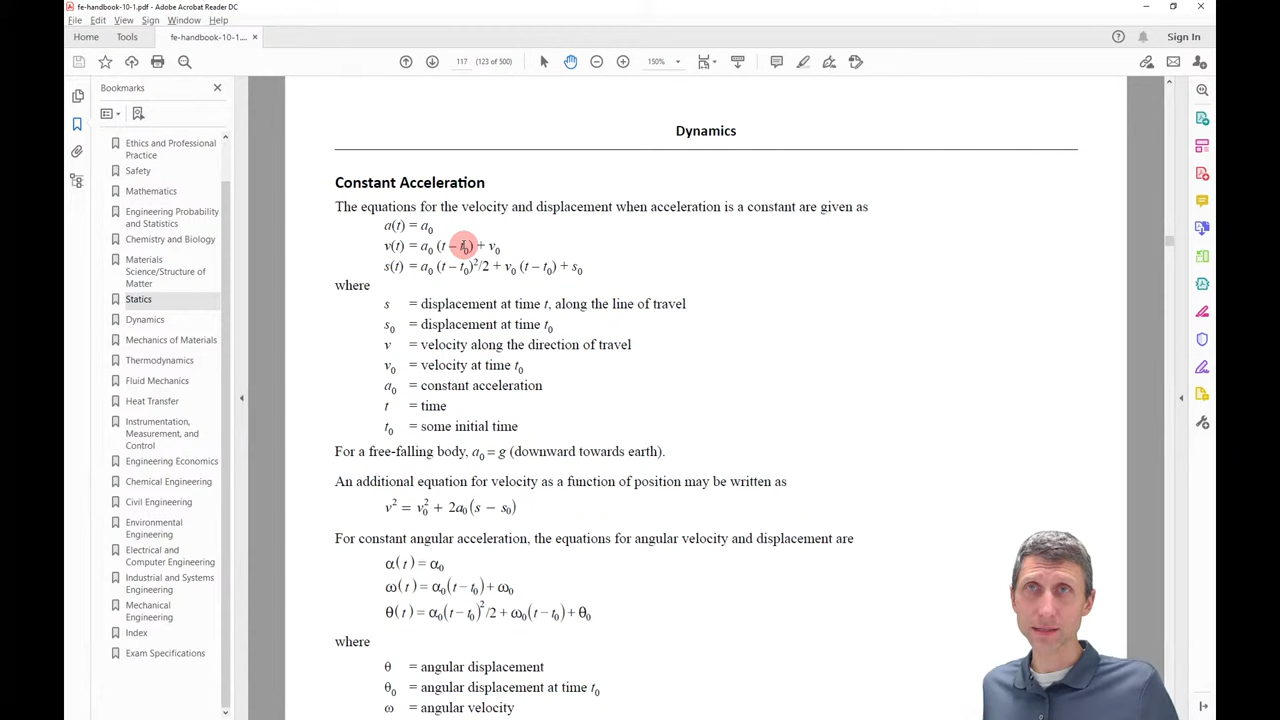 fe-handbook-10-1.pdf - Adobe Acrobat Reader DC
File Edit View Sign Window Help
Home Tools fe-handbook-10-1.... × Sign In
117 (123 of 500) 150%
Bookmarks
Ethics and Professional
Practice
Safety
Mathematics
Engineering Probability
and Statistics
Chemistry and Biology
Materials
Science/Structure of
Matter
Statics
Dynamics
Mechanics of Materials
Thermodynamics
Fluid Mechanics
Heat Transfer
Instrumentation,
Measurement, and
Control
Engineering Economics
Chemical Engineering
Civil Engineering
Environmental
Engineering
Electrical and
Computer Engineering
Industrial and Systems
Engineering
Mechanical
Engineering
Index
Exam Specifications
Dynamics
Constant Acceleration
The equations for the velocity and displacement when acceleration is a constant are given as
a(t) = a₀
v(t) = a₀ (t – t₀) + v₀
s(t) = a₀ (t – t₀)²/2 + v₀ (t – t₀) + s₀
where
s = displacement at time t, along the line of travel
s₀ = displacement at time t₀
v = velocity along the direction of travel
v₀ = velocity at time t₀
a₀ = constant acceleration
t = time
t₀ = some initial time
For a free-falling body, a₀ = g (downward towards earth).
An additional equation for velocity as a function of position may be written as
v² = v₀² + 2a₀(s − s₀)
For constant angular acceleration, the equations for angular velocity and displacement are
α(t) = α₀
ω(t) = α₀(t − t₀) + ω₀
θ(t) = α₀(t − t₀)²/2 + ω₀(t − t₀) + θ₀
where
θ = angular displacement
θ₀ = angular displacement at time t₀
ω = angular velocity